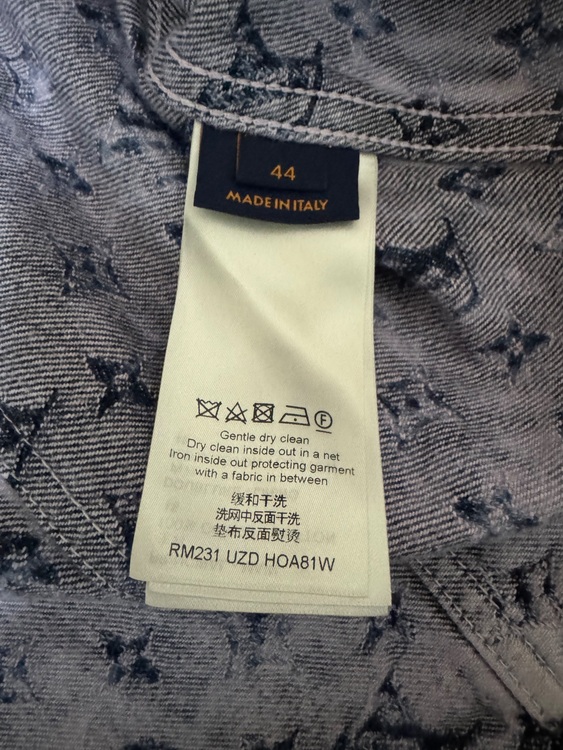 44
MADE IN ITALY
F
Gentle dry clean
Dry clean inside out in a net
Iron inside out protecting garment
with a fabric in between
缓和干洗
洗网中反面干洗
垫布反面熨烫
RM231 UZD HOA81W